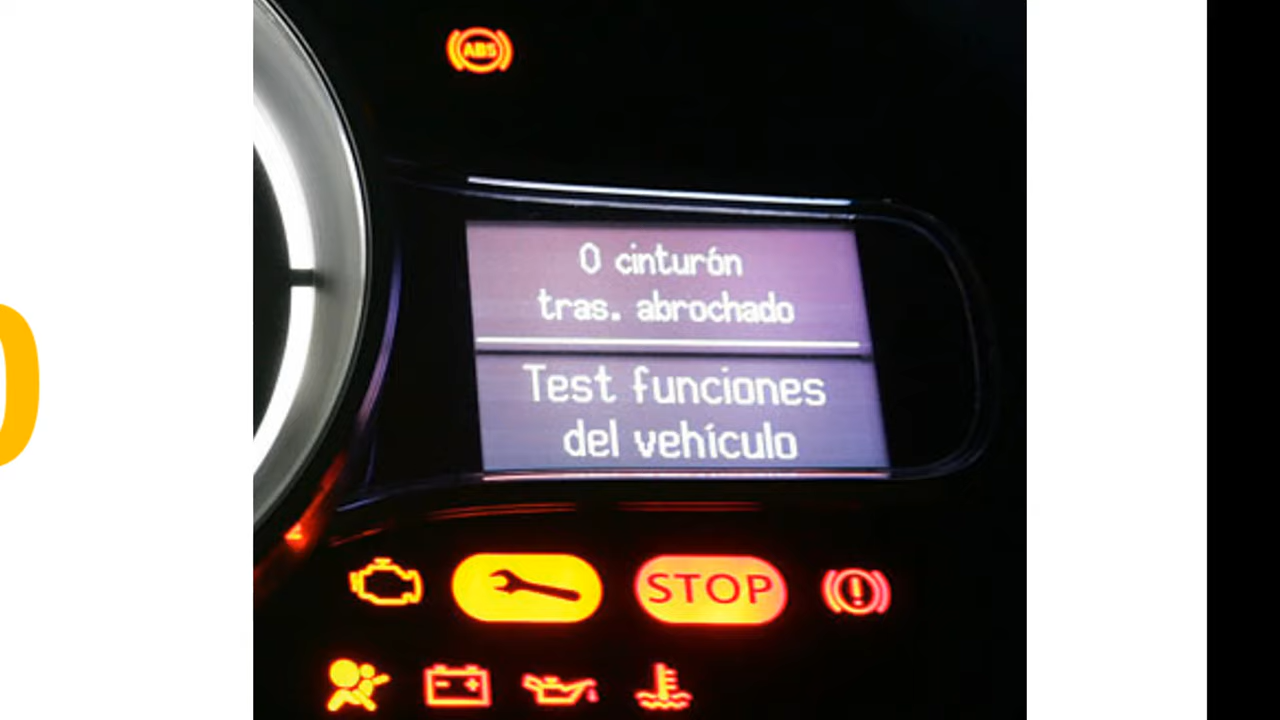 ABS
0 cinturón
tras. abrochado
Test funciones
del vehículo
STOP